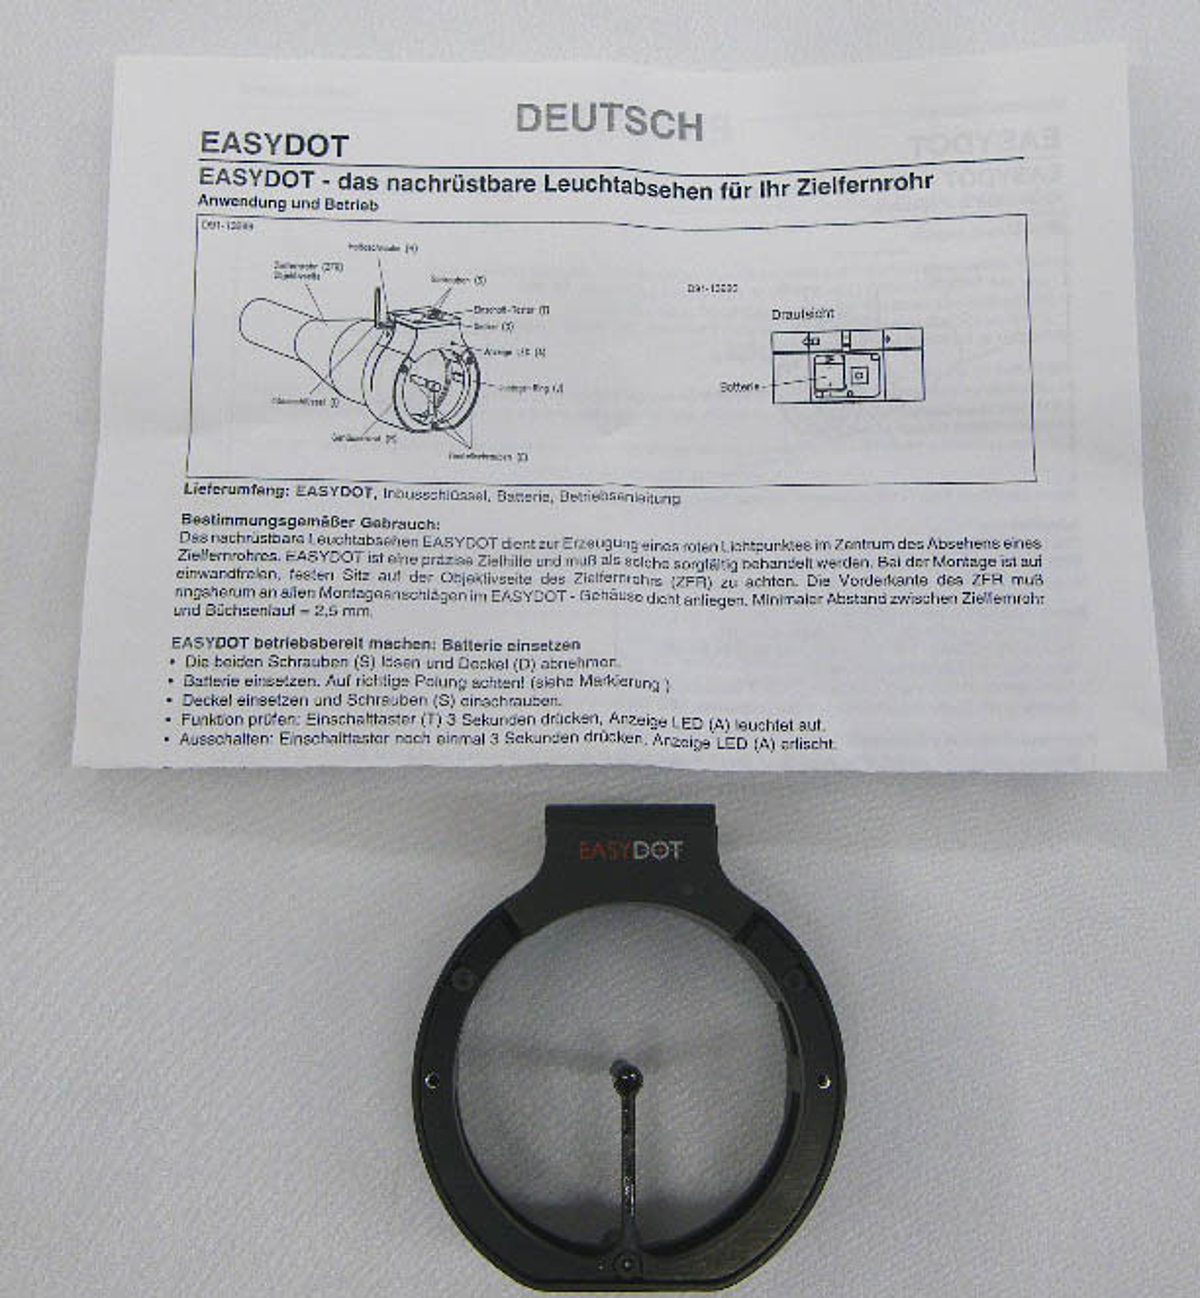 DEUTSCH
EASYDOT
EASYDOT - das nachrüstbare Leuchtabsehen für Ihr Zielfernrohr
Anwendung und Betrieb
Schrauben (S)
Einschalt-Taster (T)
Deckel (D)
Anzeige LED (A)
Draufsicht
Batterie
Lieferumfang: EASYDOT, Inbusschlüssel, Batterie, Betriebsanleitung
Bestimmungsgemäßer Gebrauch:
Das nachrüstbare Leuchtabsehen EASYDOT dient zur Erzeugung eines roten Lichtpunktes im Zentrum des Absehens eines
Zielfernrohres. EASYDOT ist eine präzise Zielhilfe und muß als solche sorgfältig behandelt werden. Bei der Montage ist auf
einwandfreien, festen Sitz auf der Objektivseite des Zielfernrohrs (ZFR) zu achten. Die Vorderkante des ZFR muß
ringsherum an allen Montageanschlägen im EASYDOT - Gehäuse dicht anliegen. Minimaler Abstand zwischen Zielfernrohr
und Büchsenlauf = 2,5 mm.
EASYDOT betriebsbereit machen: Batterie einsetzen
• Die beiden Schrauben (S) lösen und Deckel (D) abnehmen.
• Batterie einsetzen. Auf richtige Polung achten! (siehe Markierung )
• Deckel einsetzen und Schrauben (S) einschrauben.
• Funktion prüfen: Einschalttaster (T) 3 Sekunden drücken, Anzeige LED (A) leuchtet auf.
• Ausschalten: Einschalttaster noch einmal 3 Sekunden drücken, Anzeige LED (A) erlischt.
EASYDOT